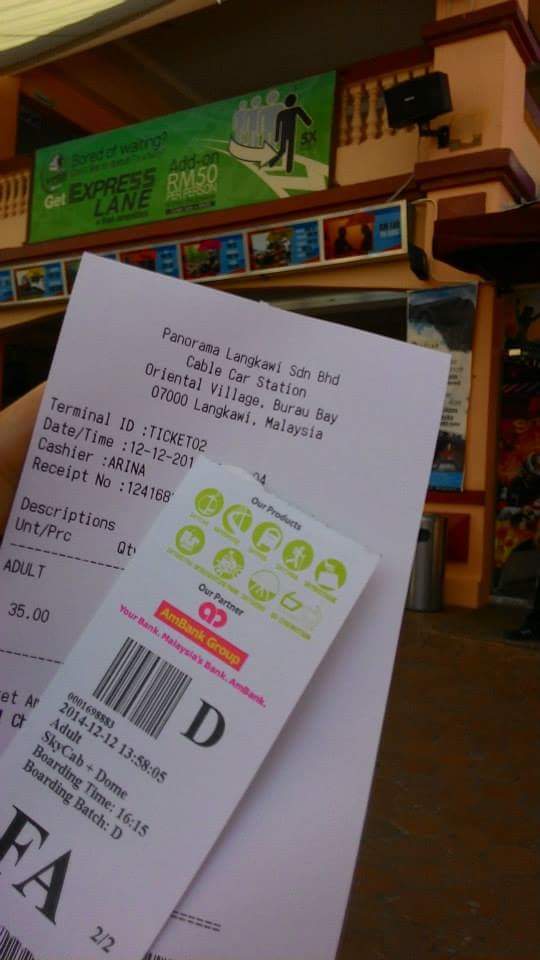 Bored of waiting?
Get EXPRESS LANE
Add-on
RM50
PER PERSON
5X
Panorama Langkawi Sdn Bhd
Cable Car Station
Oriental Village, Burau Bay
07000 Langkawi, Malaysia
Terminal ID :TICKET02
Date/Time :12-12-201
Cashier :ARINA
Receipt No :124168
Descriptions
Unt/Prc Qt
ADULT
35.00
Our Products
Our Partner
AmBank Group
Your Bank. Malaysia's Bank. AmBank.
D
0001698883
2014-12-12 13:58:05
Adult
SkyCab + Dome
Boarding Time: 16:15
Boarding Batch: D
FA
2/2